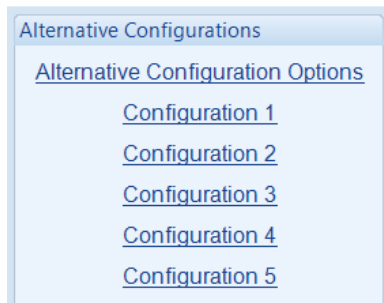 Alternative Configurations
Alternative Configuration Options
Configuration 1
Configuration 2
Configuration 3
Configuration 4
Configuration 5